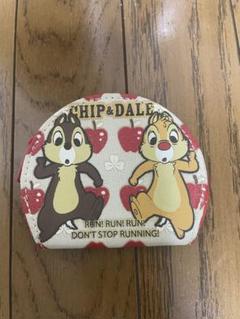 CHIP & DALE
RUN! RUN! RUN!
DON'T STOP RUNNING!